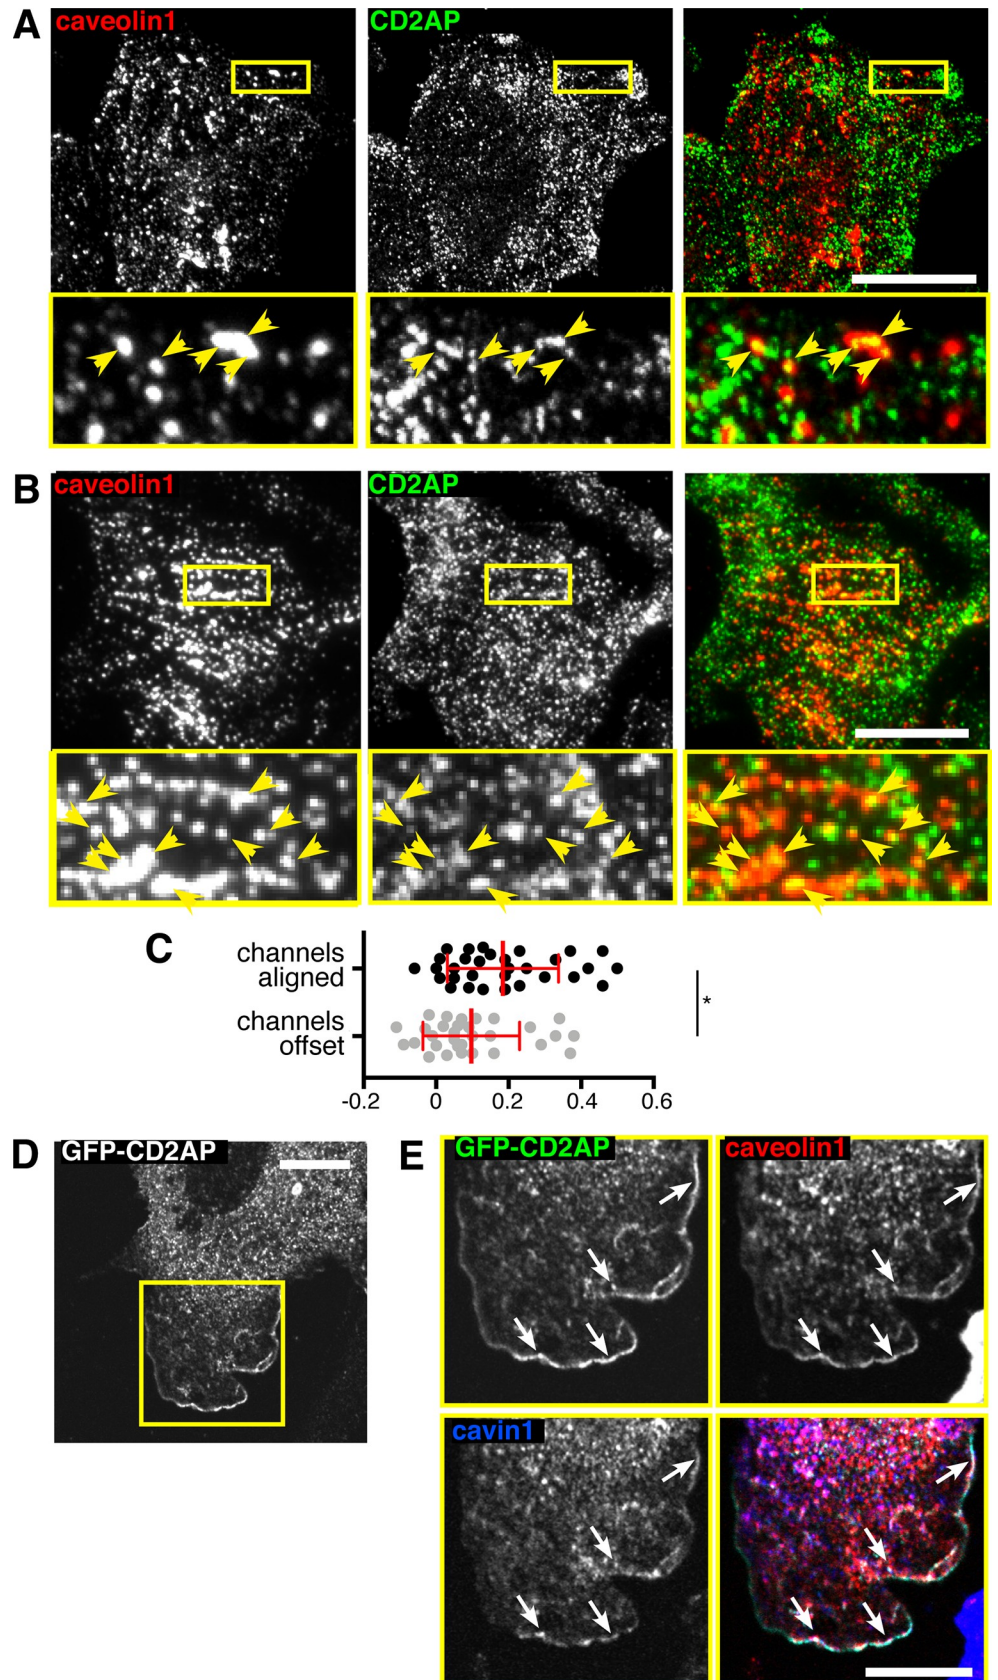 A
caveolin1
CD2AP
B
caveolin1
CD2AP
C
channels
aligned
channels
offset
*
-0.2 0 0.2 0.4 0.6
D
GFP-CD2AP
E
GFP-CD2AP
caveolin1
cavin1